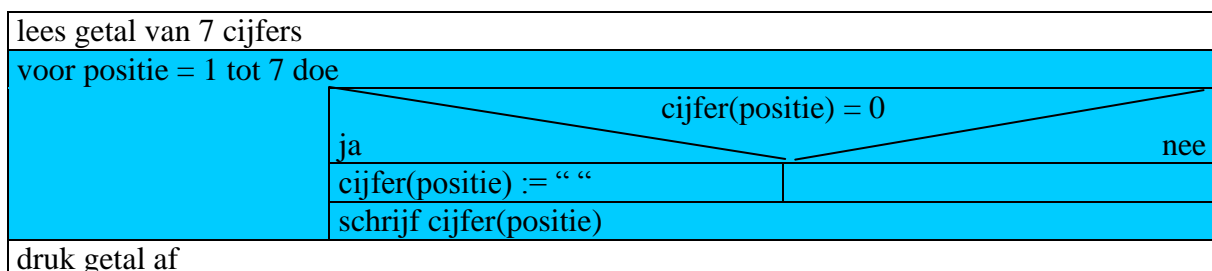 lees getal van 7 cijfers
voor positie = 1 tot 7 doe
cijfer(positie) = 0
ja nee
cijfer(positie) := “ “
schrijf cijfer(positie)
druk getal af